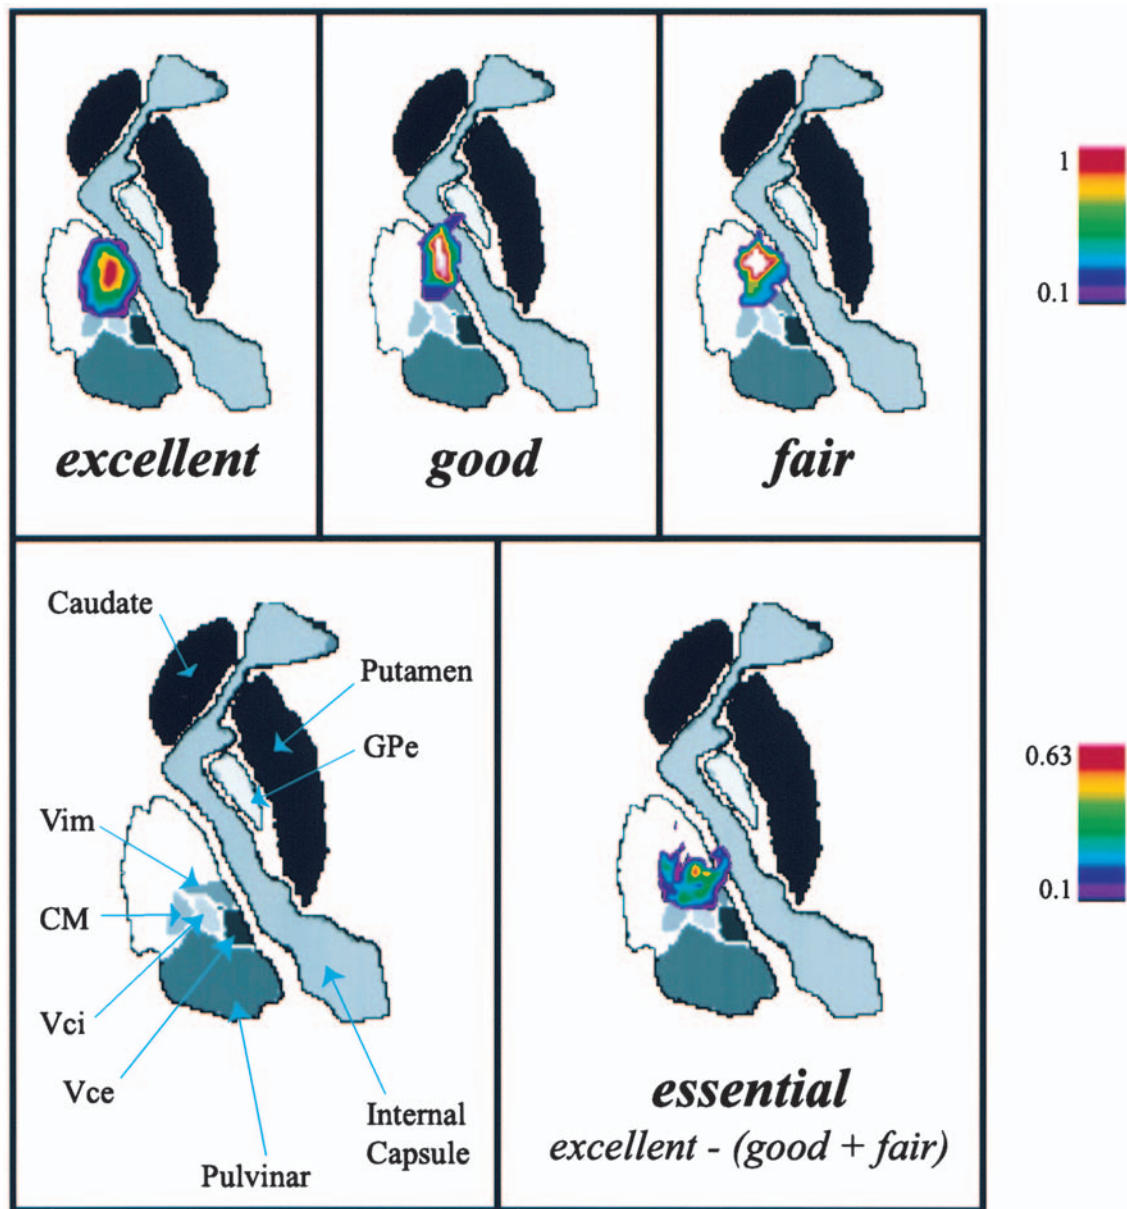 excellent
good
fair
1
0.1
Caudate
Putamen
GPe
Vim
CM
Vci
Vce
Pulvinar
Internal
Capsule
essential
excellent - (good + fair)
0.63
0.1